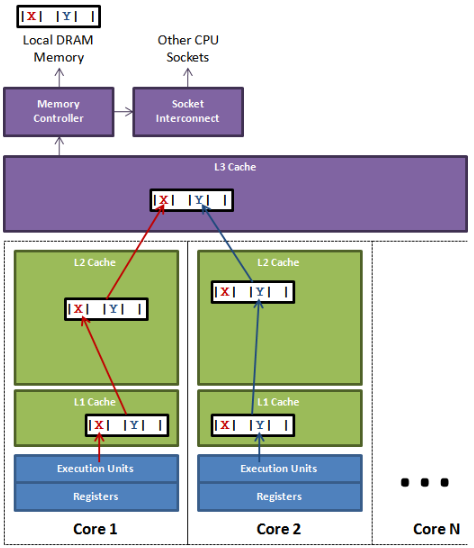 |X| |Y| |
Local DRAM
Memory
Other CPU
Sockets
Memory
Controller
Socket
Interconnect
L3 Cache
|X| |Y| |
L2 Cache
|X| |Y| |
L1 Cache
|X| |Y| |
Execution Units
Registers
Core 1
L2 Cache
|X| |Y| |
L1 Cache
|X| |Y| |
Execution Units
Registers
Core 2
...
Core N